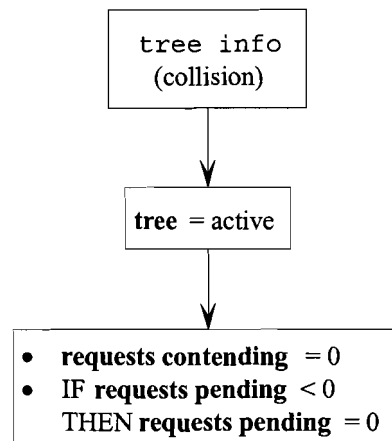 tree info
(collision)
tree = active
• requests contending = 0
• IF requests pending < 0
THEN requests pending = 0